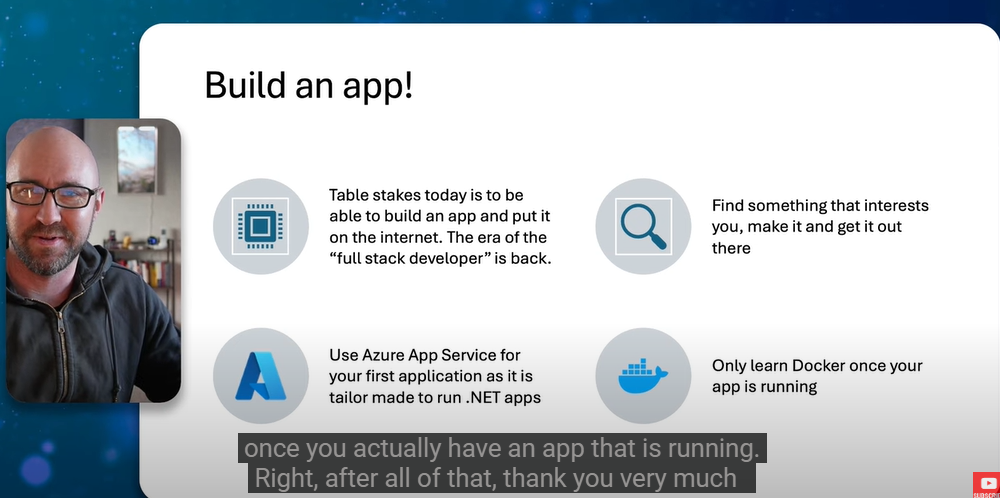 Build an app!
Table stakes today is to be
able to build an app and put it
on the internet. The era of the
“full stack developer” is back.
Find something that interests
you, make it and get it out
there
Use Azure App Service for
your first application as it is
tailor made to run .NET apps
Only learn Docker once your
app is running
once you actually have an app that is running.
Right, after all of that, thank you very much